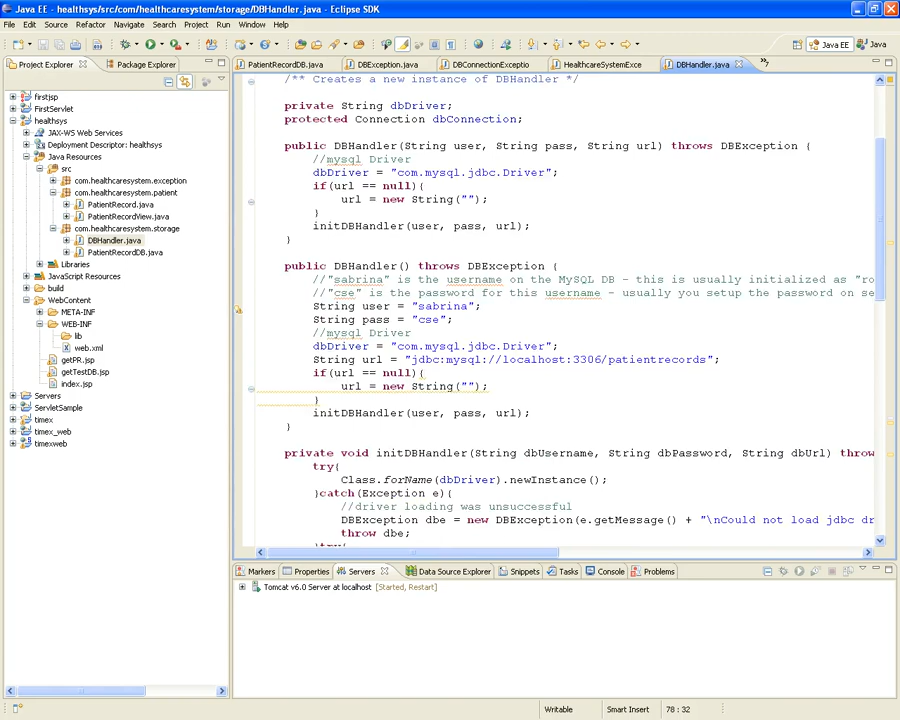 Java EE - healthsys/src/com/healthcaresystem/storage/DBHandler.java - Eclipse SDK
File Edit Source Refactor Navigate Search Project Run Window Help
Java EE Java
Project Explorer Package Explorer
PatientRecordDB.java DBException.java DBConnectionExceptio HealthcareSystemExce DBHandler.java »7
firstjsp
FirstServlet
healthsys
JAX-WS Web Services
Deployment Descriptor: healthsys
Java Resources
src
com.healthcaresystem.exception
com.healthcaresystem.patient
PatientRecord.java
PatientRecordView.java
com.healthcaresystem.storage
DBHandler.java
PatientRecordDB.java
Libraries
JavaScript Resources
build
WebContent
META-INF
WEB-INF
lib
web.xml
getPR.jsp
getTestDB.jsp
index.jsp
Servers
ServletSample
timex
timex_web
timexweb
/** Creates a new instance of DBHandler */
private String dbDriver;
protected Connection dbConnection;
public DBHandler(String user, String pass, String url) throws DBException {
//mysql Driver
dbDriver = "com.mysql.jdbc.Driver";
if(url == null){
url = new String("");
}
initDBHandler(user, pass, url);
}
public DBHandler() throws DBException {
//"sabrina" is the username on the MySQL DB - this is usually initialized as "ro
//"cse" is the password for this username - usually you setup the password on se
String user = "sabrina";
String pass = "cse";
//mysql Driver
dbDriver = "com.mysql.jdbc.Driver";
String url = "jdbc:mysql://localhost:3306/patientrecords";
if(url == null){
url = new String("");
}
initDBHandler(user, pass, url);
}
private void initDBHandler(String dbUsername, String dbPassword, String dbUrl) throw
try{
Class.forName(dbDriver).newInstance();
}catch(Exception e){
//driver loading was unsuccessful
DBException dbe = new DBException(e.getMessage() + "\nCould not load jdbc dr
throw dbe;
}try{
Markers Properties Servers Data Source Explorer Snippets Tasks Console Problems
Tomcat v6.0 Server at localhost [Started, Restart]
Writable Smart Insert 78 : 32